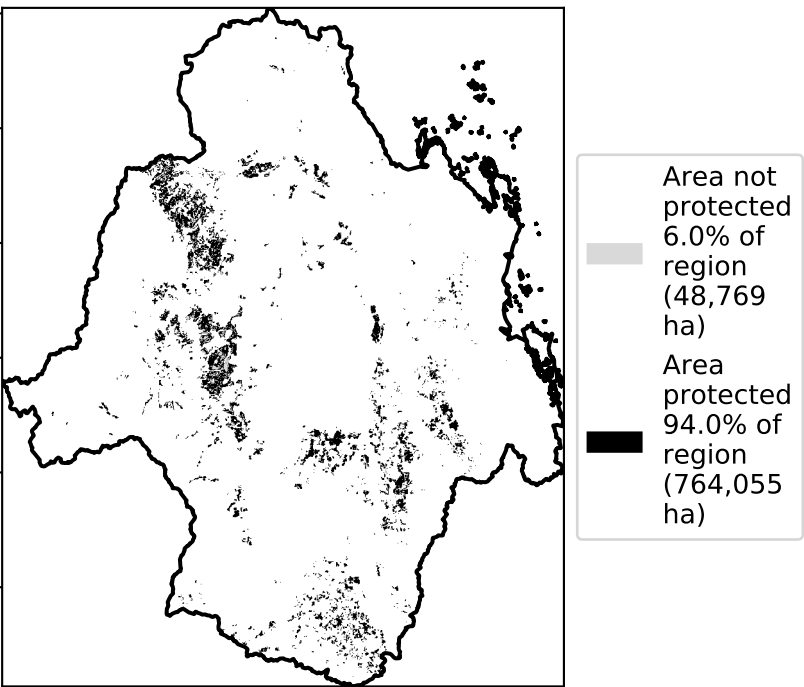 Area not
protected
6.0% of
region
(48,769
ha)
Area
protected
94.0% of
region
(764,055
ha)